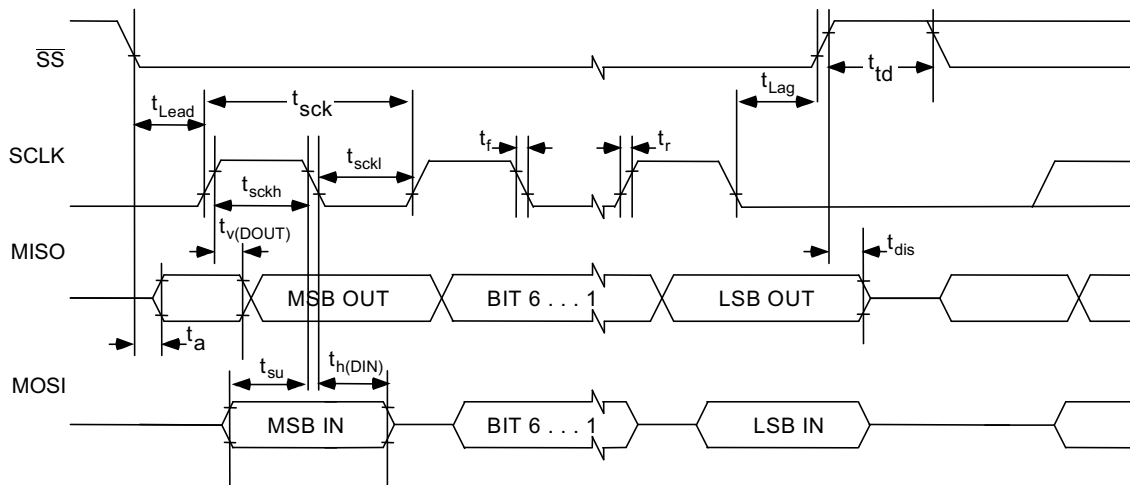 SS
t_td
t_Lag
t_Lead
t_sck
SCLK
t_f
t_r
t_sckl
t_sckh
t_v(DOUT)
MISO
t_dis
MSB OUT
BIT 6 . . . 1
LSB OUT
t_a
t_su
t_h(DIN)
MOSI
MSB IN
BIT 6 . . . 1
LSB IN